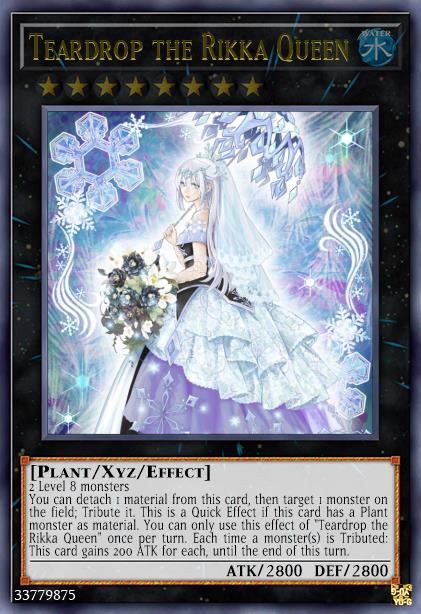 TEARDROP THE RIKKA QUEEN
WATER
水
[PLANT/XYZ/EFFECT]
2 Level 8 monsters
You can detach 1 material from this card, then target 1 monster on
the field; Tribute it. This is a Quick Effect if this card has a Plant
monster as material. You can only use this effect of "Teardrop the
Rikka Queen" once per turn. Each time a monster(s) is Tributed:
This card gains 200 ATK for each, until the end of this turn.
ATK/2800 DEF/2800
33779875